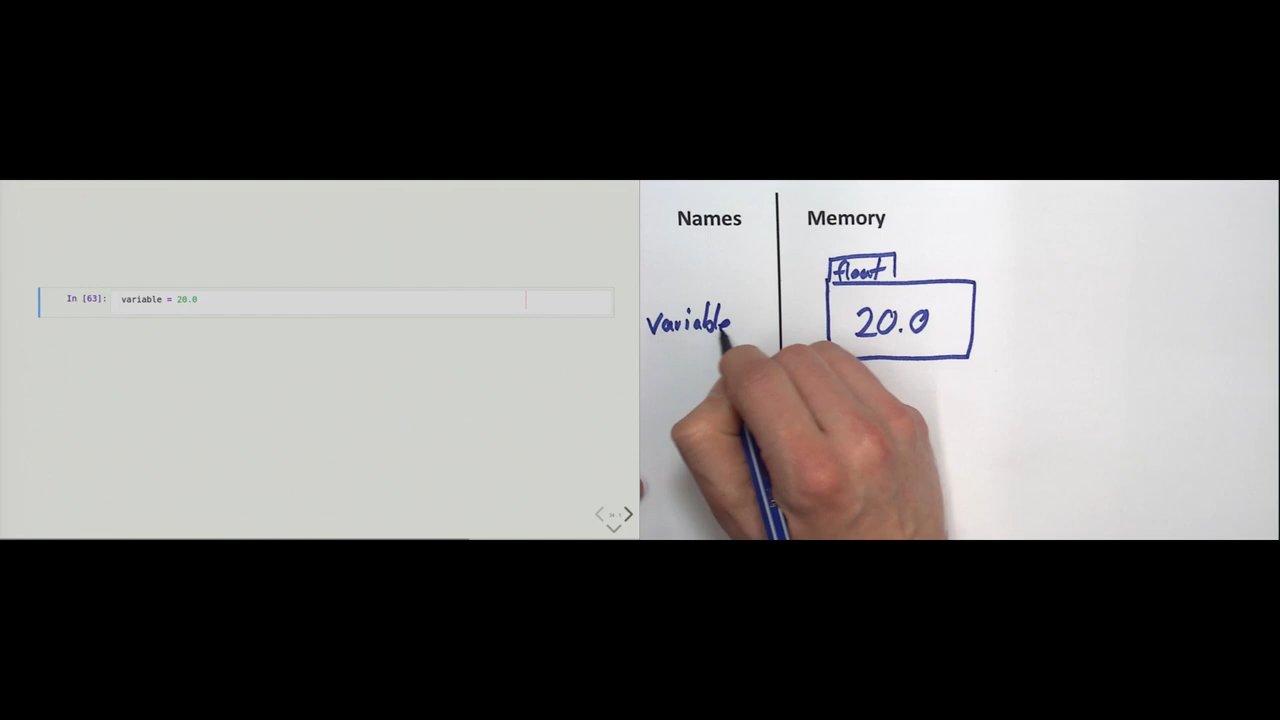 In [63]: variable = 20.0
Names
Memory
float
variable
20.0